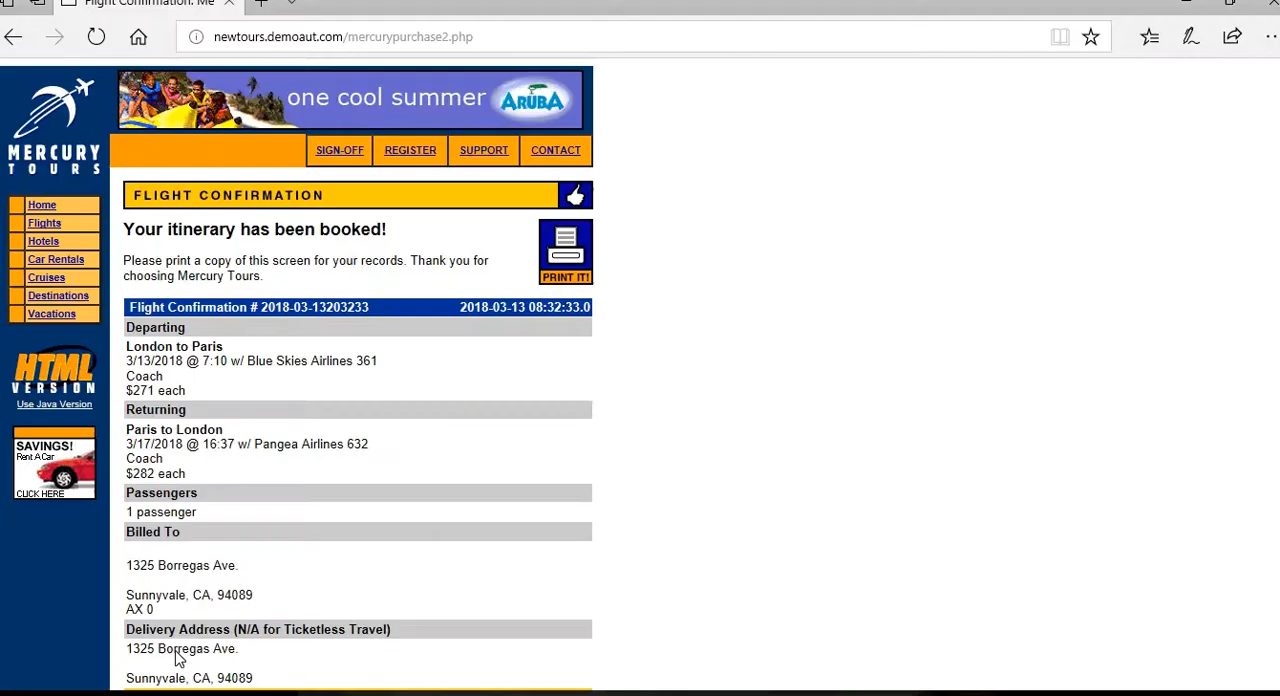 Flight Confirmation: Me
newtours.demoaut.com/mercurypurchase2.php
one cool summer ARUBA
MERCURY
TOURS
SIGN-OFF REGISTER SUPPORT CONTACT
FLIGHT CONFIRMATION
Home
Flights
Hotels
Car Rentals
Cruises
Destinations
Vacations
HTML
VERSION
Use Java Version
SAVINGS!
Rent A Car
CLICK HERE
Your itinerary has been booked!
Please print a copy of this screen for your records. Thank you for
choosing Mercury Tours.
PRINT IT!
Flight Confirmation # 2018-03-13203233 2018-03-13 08:32:33.0
Departing
London to Paris
3/13/2018 @ 7:10 w/ Blue Skies Airlines 361
Coach
$271 each
Returning
Paris to London
3/17/2018 @ 16:37 w/ Pangea Airlines 632
Coach
$282 each
Passengers
1 passenger
Billed To
1325 Borregas Ave.
Sunnyvale, CA, 94089
AX 0
Delivery Address (N/A for Ticketless Travel)
1325 Borregas Ave.
Sunnyvale, CA, 94089